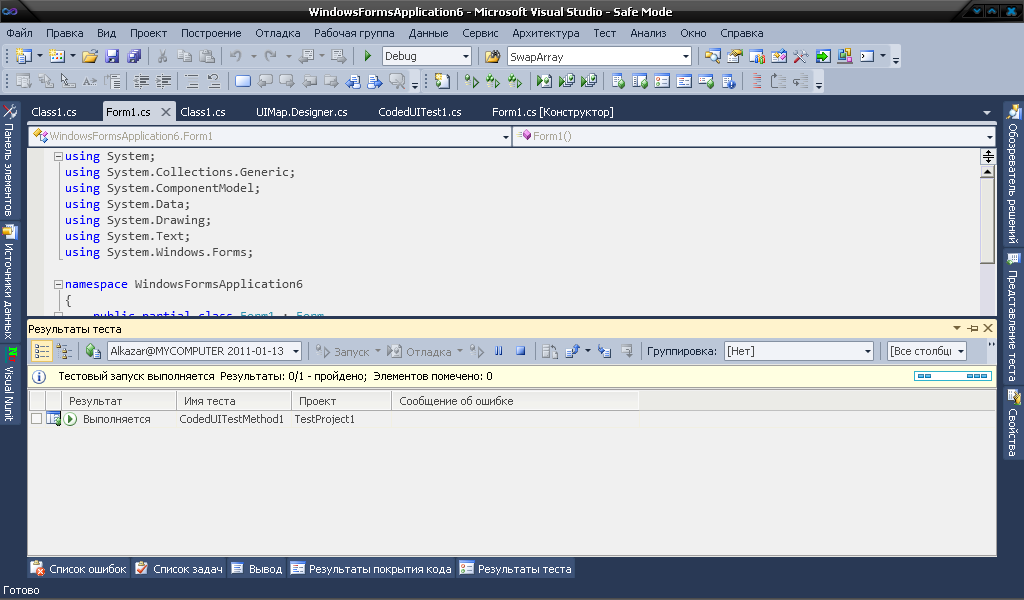 WindowsFormsApplication6 - Microsoft Visual Studio - Safe Mode
Файл Правка Вид Проект Построение Отладка Рабочая группа Данные Сервис Архитектура Тест Анализ Окно Справка
Debug SwapArray
Class1.cs Form1.cs Class1.cs UIMap.Designer.cs CodedUITest1.cs Form1.cs [Конструктор]
WindowsFormsApplication6.Form1 Form1()
using System;
using System.Collections.Generic;
using System.ComponentModel;
using System.Data;
using System.Drawing;
using System.Text;
using System.Windows.Forms;
namespace WindowsFormsApplication6
{
public partial class Form1 : Form
Панель элементов
Источники данных
Visual Nunit
Обозреватель решений
Представление теста
Свойства
Результаты теста
Alkazar@MYCOMPUTER 2011-01-13 Запуск Отладка Группировка: [Нет] [Все столбц
Тестовый запуск выполняется Результаты: 0/1 - пройдено; Элементов помечено: 0
Результат Имя теста Проект Сообщение об ошибке
Выполняется CodedUITestMethod1 TestProject1
Список ошибок Список задач Вывод Результаты покрытия кода Результаты теста
Готово